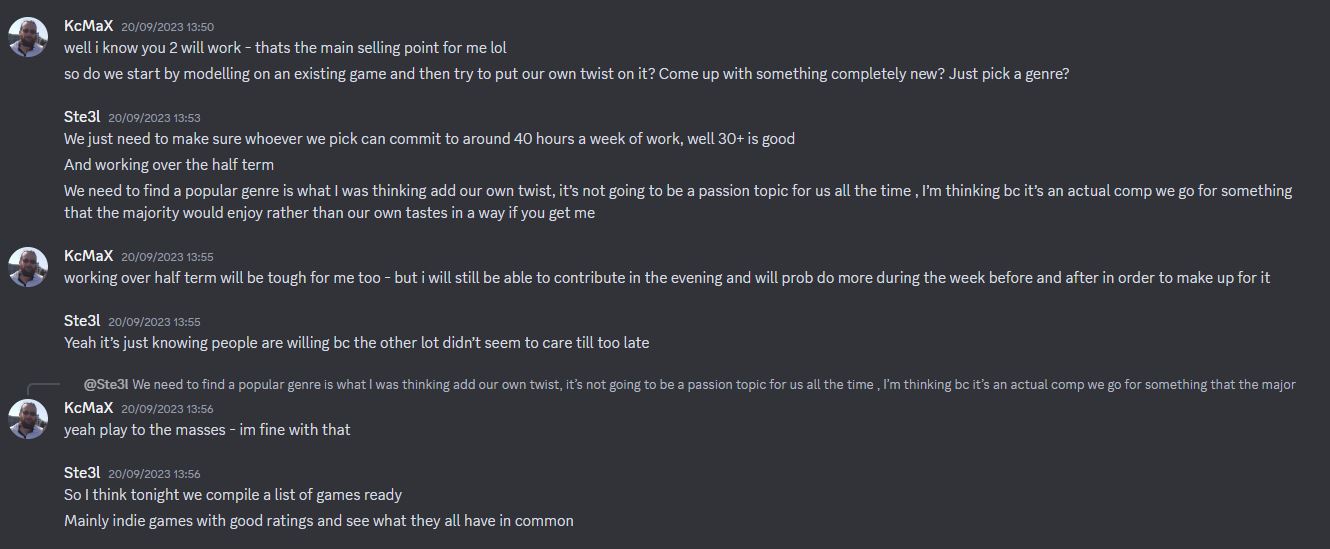 KcMaX 20/09/2023 13:50
well i know you 2 will work - thats the main selling point for me lol
so do we start by modelling on an existing game and then try to put our own twist on it? Come up with something completely new? Just pick a genre?
Ste3l 20/09/2023 13:53
We just need to make sure whoever we pick can commit to around 40 hours a week of work, well 30+ is good
And working over the half term
We need to find a popular genre is what I was thinking add our own twist, it's not going to be a passion topic for us all the time , I'm thinking bc it's an actual comp we go for something
that the majority would enjoy rather than our own tastes in a way if you get me
KcMaX 20/09/2023 13:55
working over half term will be tough for me too - but i will still be able to contribute in the evening and will prob do more during the week before and after in order to make up for it
Ste3l 20/09/2023 13:55
Yeah it's just knowing people are willing bc the other lot didn't seem to care till too late
@Ste3l We need to find a popular genre is what I was thinking add our own twist, it's not going to be a passion topic for us all the time , I'm thinking bc it's an actual comp we go for something that the major
KcMaX 20/09/2023 13:56
yeah play to the masses - im fine with that
Ste3l 20/09/2023 13:56
So I think tonight we compile a list of games ready
Mainly indie games with good ratings and see what they all have in common